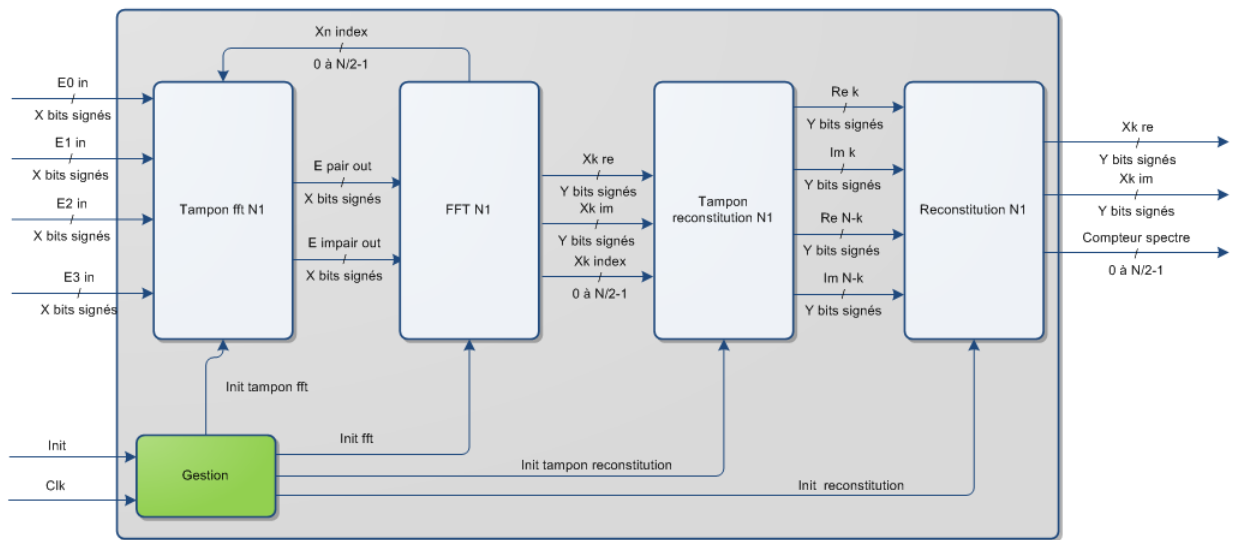 Xn index
0 à N/2-1
E0 in
X bits signés
E1 in
X bits signés
E2 in
X bits signés
E3 in
X bits signés
Tampon fft N1
E pair out
X bits signés
E impair out
X bits signés
FFT N1
Xk re
Y bits signés
Xk im
Y bits signés
Xk index
0 à N/2-1
Tampon
reconstitution N1
Re k
Y bits signés
Im k
Y bits signés
Re N-k
Y bits signés
Im N-k
Y bits signés
Reconstitution N1
Xk re
Y bits signés
Xk im
Y bits signés
Compteur spectre
0 à N/2-1
Init tampon fft
Init
Clk
Gestion
Init fft
Init tampon reconstitution
Init reconstitution